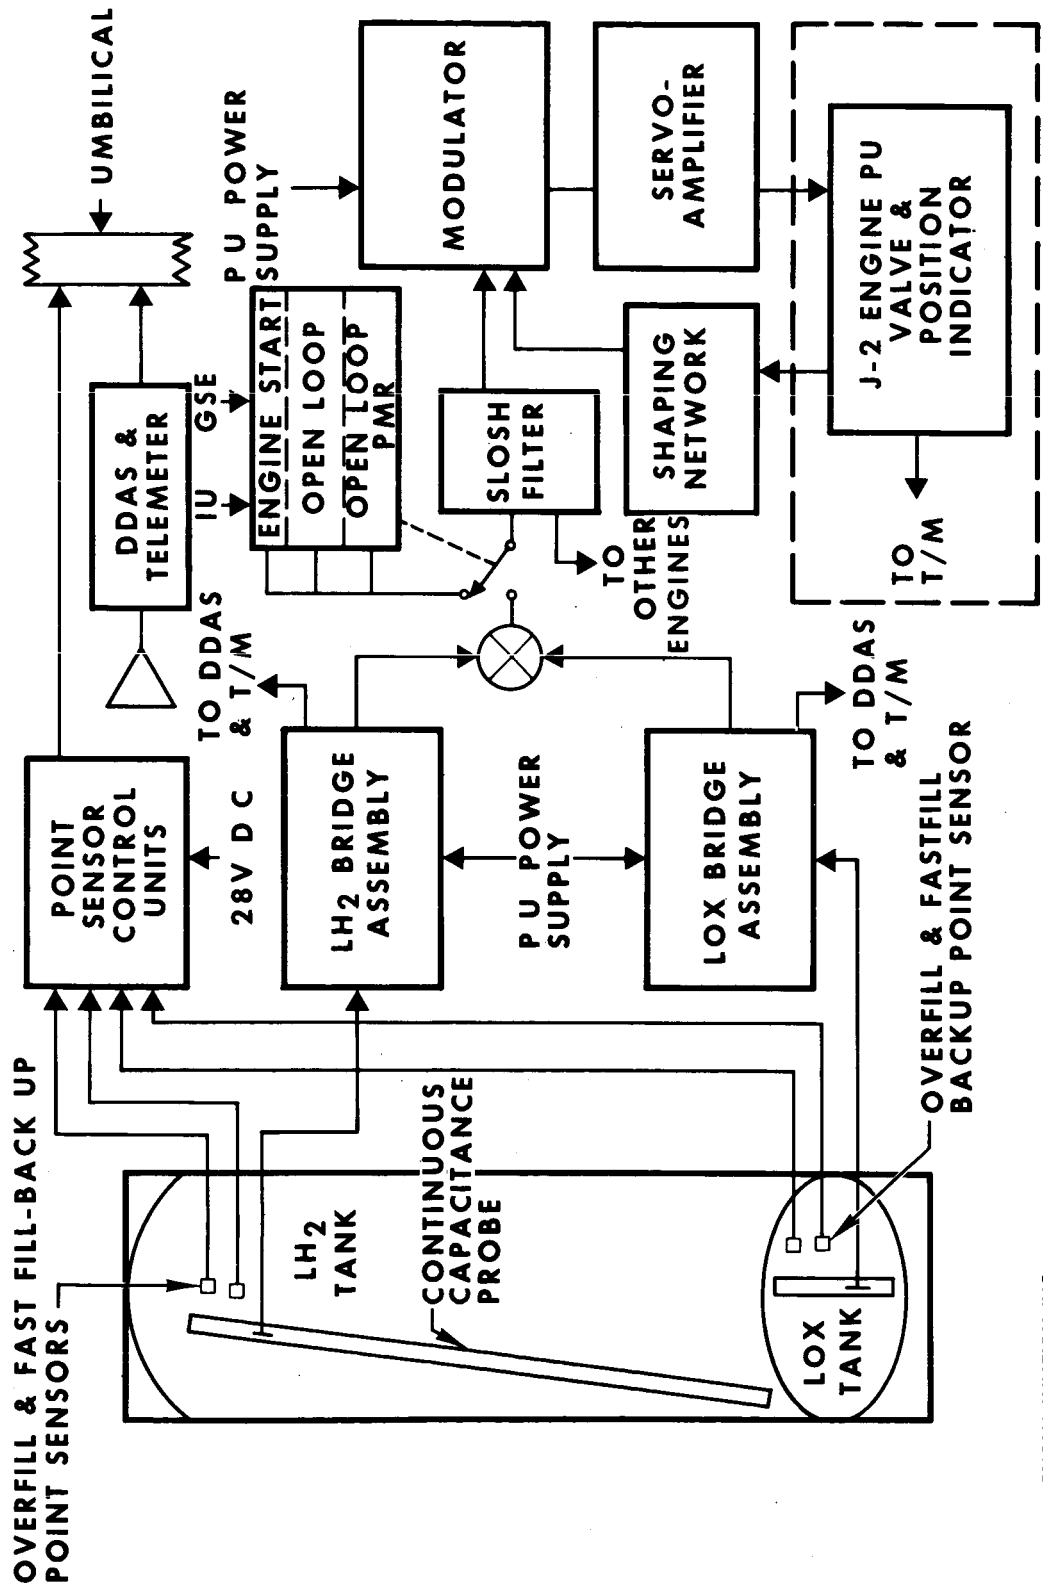 OVERFILL & FAST FILL-BACK UP
POINT SENSORS
POINT
SENSOR
CONTROL
UNITS
28V D C
DDAS &
TELEMETER
UMBILICAL
TO DDAS
& T/M
IU
GSE
P U POWER
SUPPLY
ENGINE START
OPEN LOOP
OPEN LOOP
PMR
LH2
TANK
LH2 BRIDGE
ASSEMBLY
MODULATOR
CONTINUOUS
CAPACITANCE
PROBE
P U POWER
SUPPLY
SLOSH
FILTER
TO
OTHER
ENGINES
SHAPING
NETWORK
SERVO-
AMPLIFIER
LOX BRIDGE
ASSEMBLY
LOX
TANK
TO DDAS
& T/M
J-2 ENGINE PU
VALVE &
POSITION
INDICATOR
TO
T/M
OVERFILL & FASTFILL
BACKUP POINT SENSOR